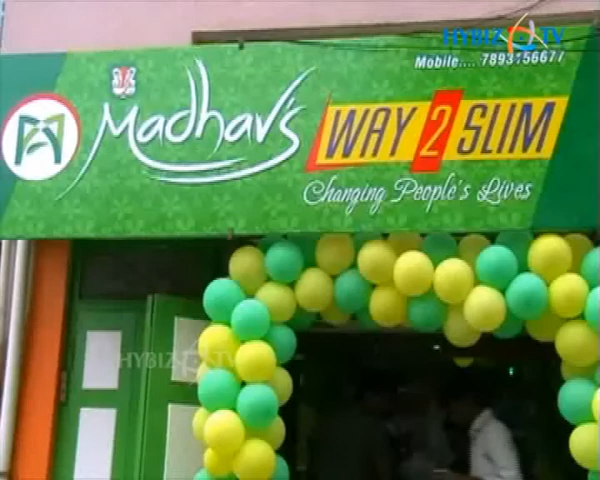 HYBIZ TV
Mobile.... 7893156677
Madhav's WAY 2 SLIM
Changing People's Lives
HYBIZ TV